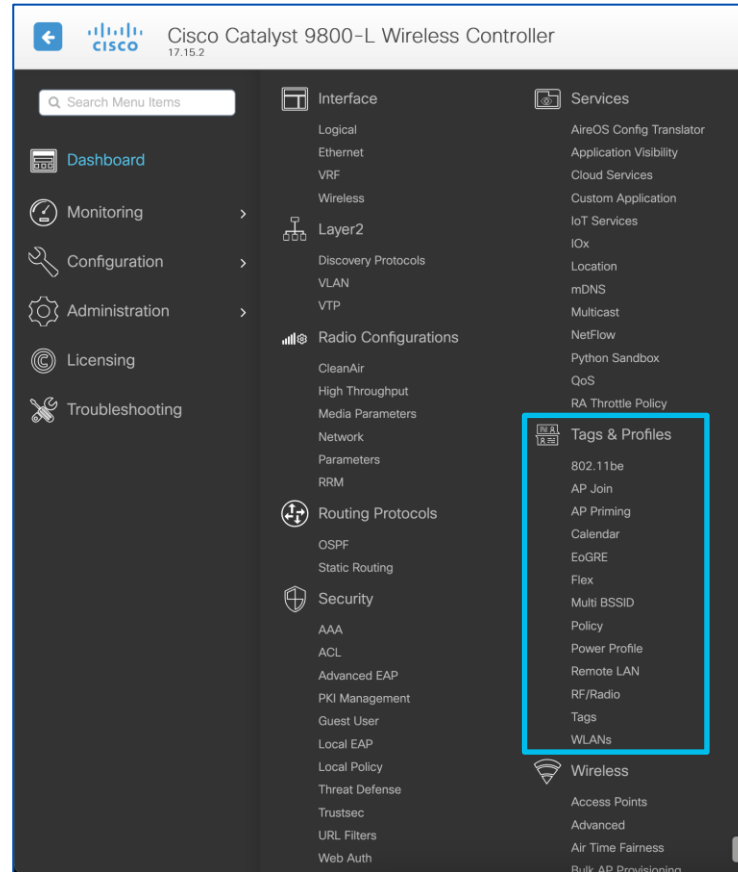 CISCO
Cisco Catalyst 9800-L Wireless Controller
17.15.2
Search Menu Items
Dashboard
Monitoring
Configuration
Administration
Licensing
Troubleshooting
Interface
Logical
Ethernet
VRF
Wireless
Layer2
Discovery Protocols
VLAN
VTP
Radio Configurations
CleanAir
High Throughput
Media Parameters
Network
Parameters
RRM
Routing Protocols
OSPF
Static Routing
Security
AAA
ACL
Advanced EAP
PKI Management
Guest User
Local EAP
Local Policy
Threat Defense
Trustsec
URL Filters
Web Auth
Services
AireOS Config Translator
Application Visibility
Cloud Services
Custom Application
IoT Services
IOx
Location
mDNS
Multicast
NetFlow
Python Sandbox
QoS
RA Throttle Policy
Tags & Profiles
802.11be
AP Join
AP Priming
Calendar
EoGRE
Flex
Multi BSSID
Policy
Power Profile
Remote LAN
RF/Radio
Tags
WLANs
Wireless
Access Points
Advanced
Air Time Fairness
Bulk AP Provisioning